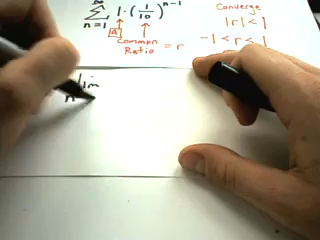 ∞
∑ 1 · (1/10)^(n-1)
n=1
a
common
Ratio = r
Converge
|r| < 1
-1 < r < 1
lim
n